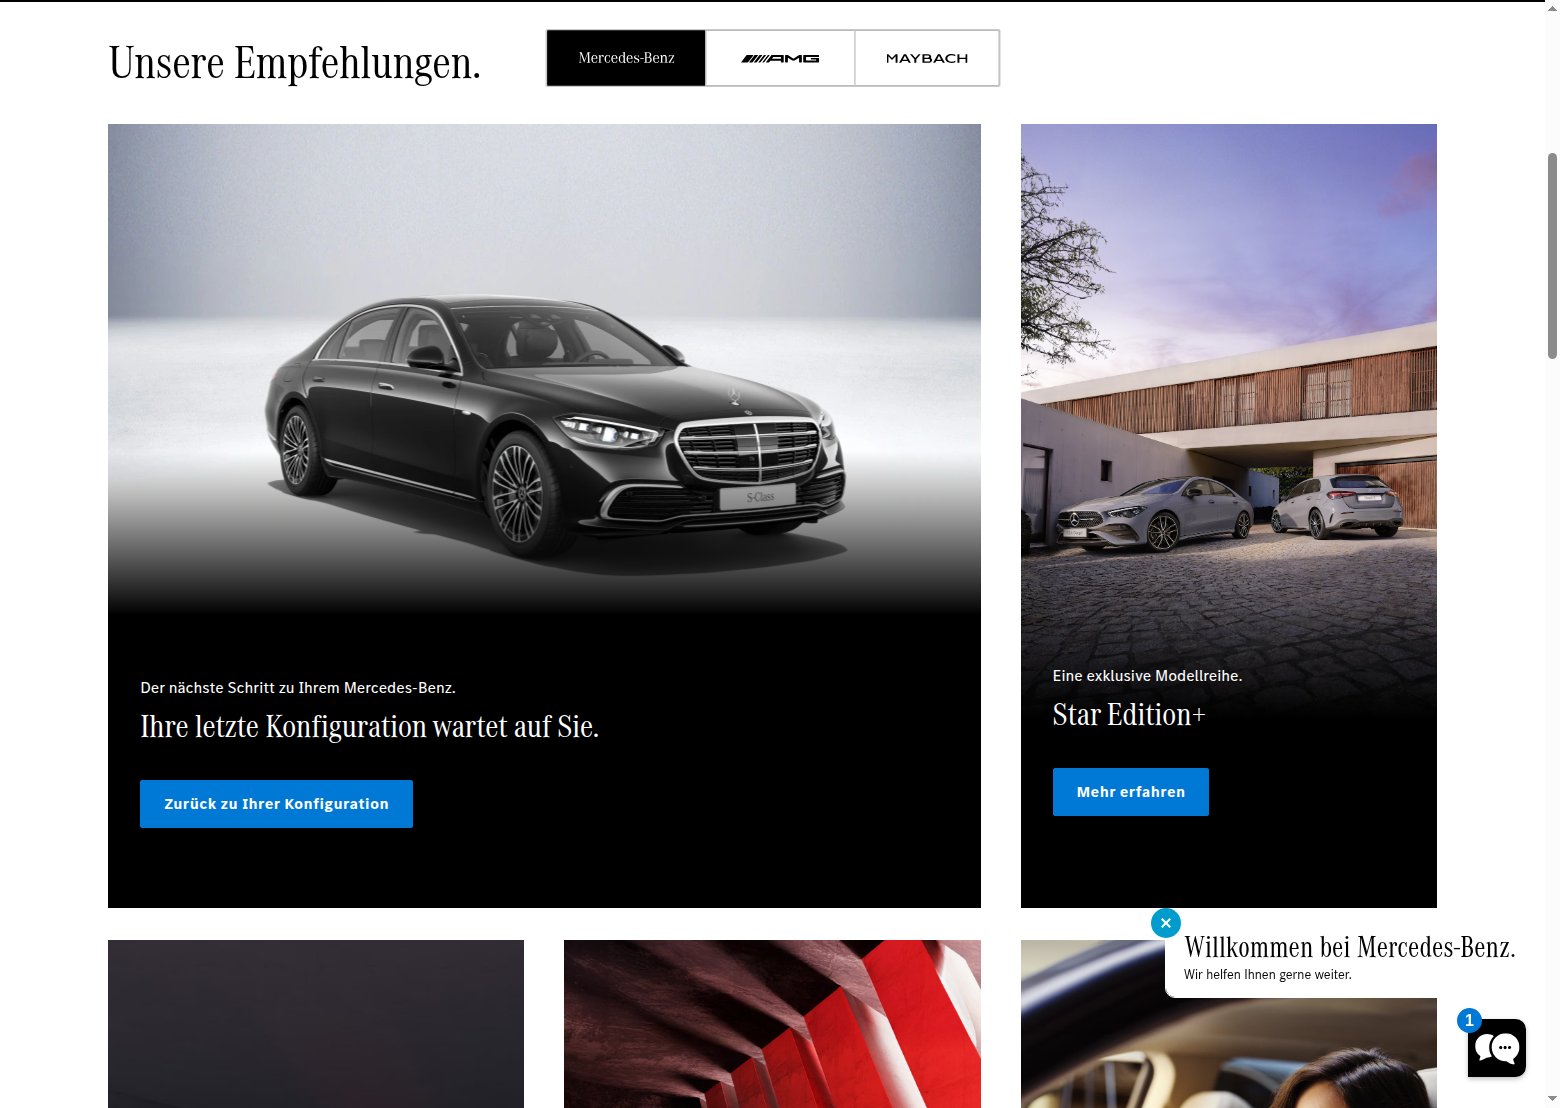 Unsere Empfehlungen.
Mercedes-Benz
AMG
MAYBACH
S-Class
Der nächste Schritt zu Ihrem Mercedes-Benz.
Ihre letzte Konfiguration wartet auf Sie.
Zurück zu Ihrer Konfiguration
Eine exklusive Modellreihe.
Star Edition+
Mehr erfahren
Willkommen bei Mercedes-Benz.
Wir helfen Ihnen gerne weiter.
1